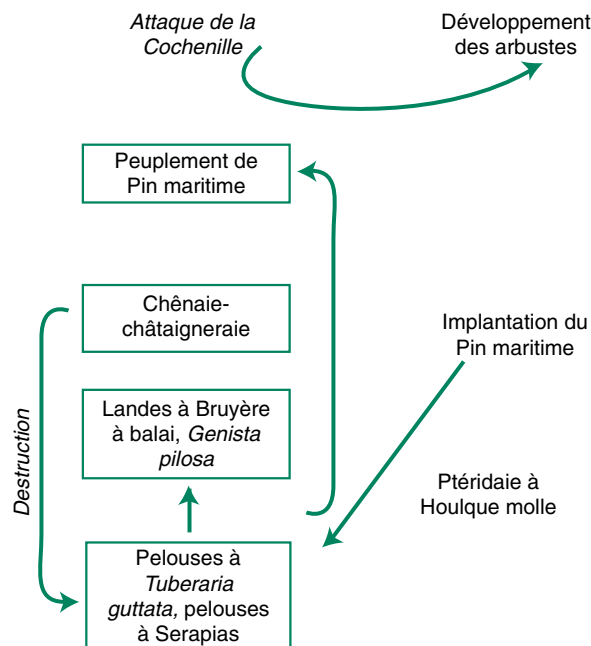 Attaque de la
Cochenille
Développement
des arbustes
Peuplement de
Pin maritime
Chênaie-
châtaigneraie
Implantation du
Pin maritime
Landes à Bruyère
à balai, Genista
pilosa
Destruction
Ptéridaie à
Houlque molle
Pelouses à
Tuberaria
guttata, pelouses
à Serapias